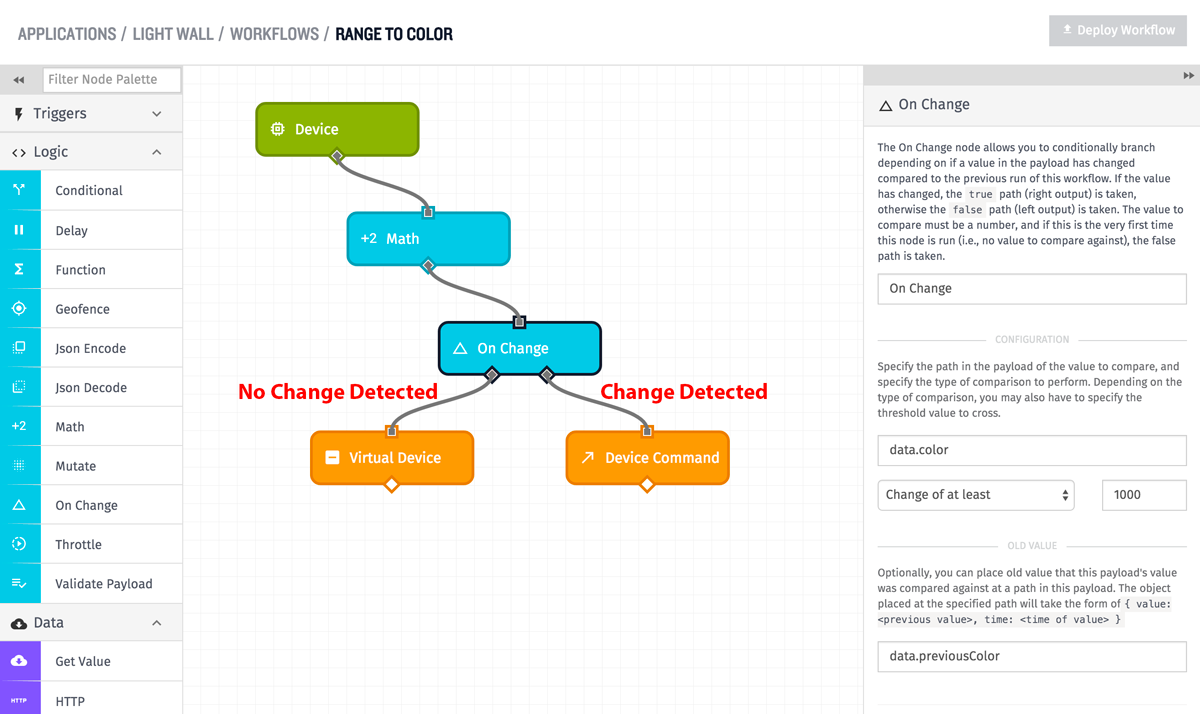 APPLICATIONS / LIGHT WALL / WORKFLOWS / RANGE TO COLOR
Deploy Workflow
Filter Node Palette
Triggers
Logic
Conditional
Delay
Function
Geofence
Json Encode
Json Decode
+2 Math
Mutate
On Change
Throttle
Validate Payload
Data
Get Value
HTTP HTTP
Device
+2 Math
On Change
No Change Detected
Change Detected
Virtual Device
Device Command
On Change
The On Change node allows you to conditionally branch
depending on if a value in the payload has changed
compared to the previous run of this workflow. If the value
has changed, the true path (right output) is taken,
otherwise the false path (left output) is taken. The value to
compare must be a number, and if this is the very first time
this node is run (i.e., no value to compare against), the false
path is taken.
On Change
CONFIGURATION
Specify the path in the payload of the value to compare, and
specify the type of comparison to perform. Depending on the
type of comparison, you may also have to specify the
threshold value to cross.
data.color
Change of at least
1000
OLD VALUE
Optionally, you can place old value that this payload's value
was compared against at a path in this payload. The object
placed at the specified path will take the form of { value:
<previous value>, time: <time of value> }
data.previousColor